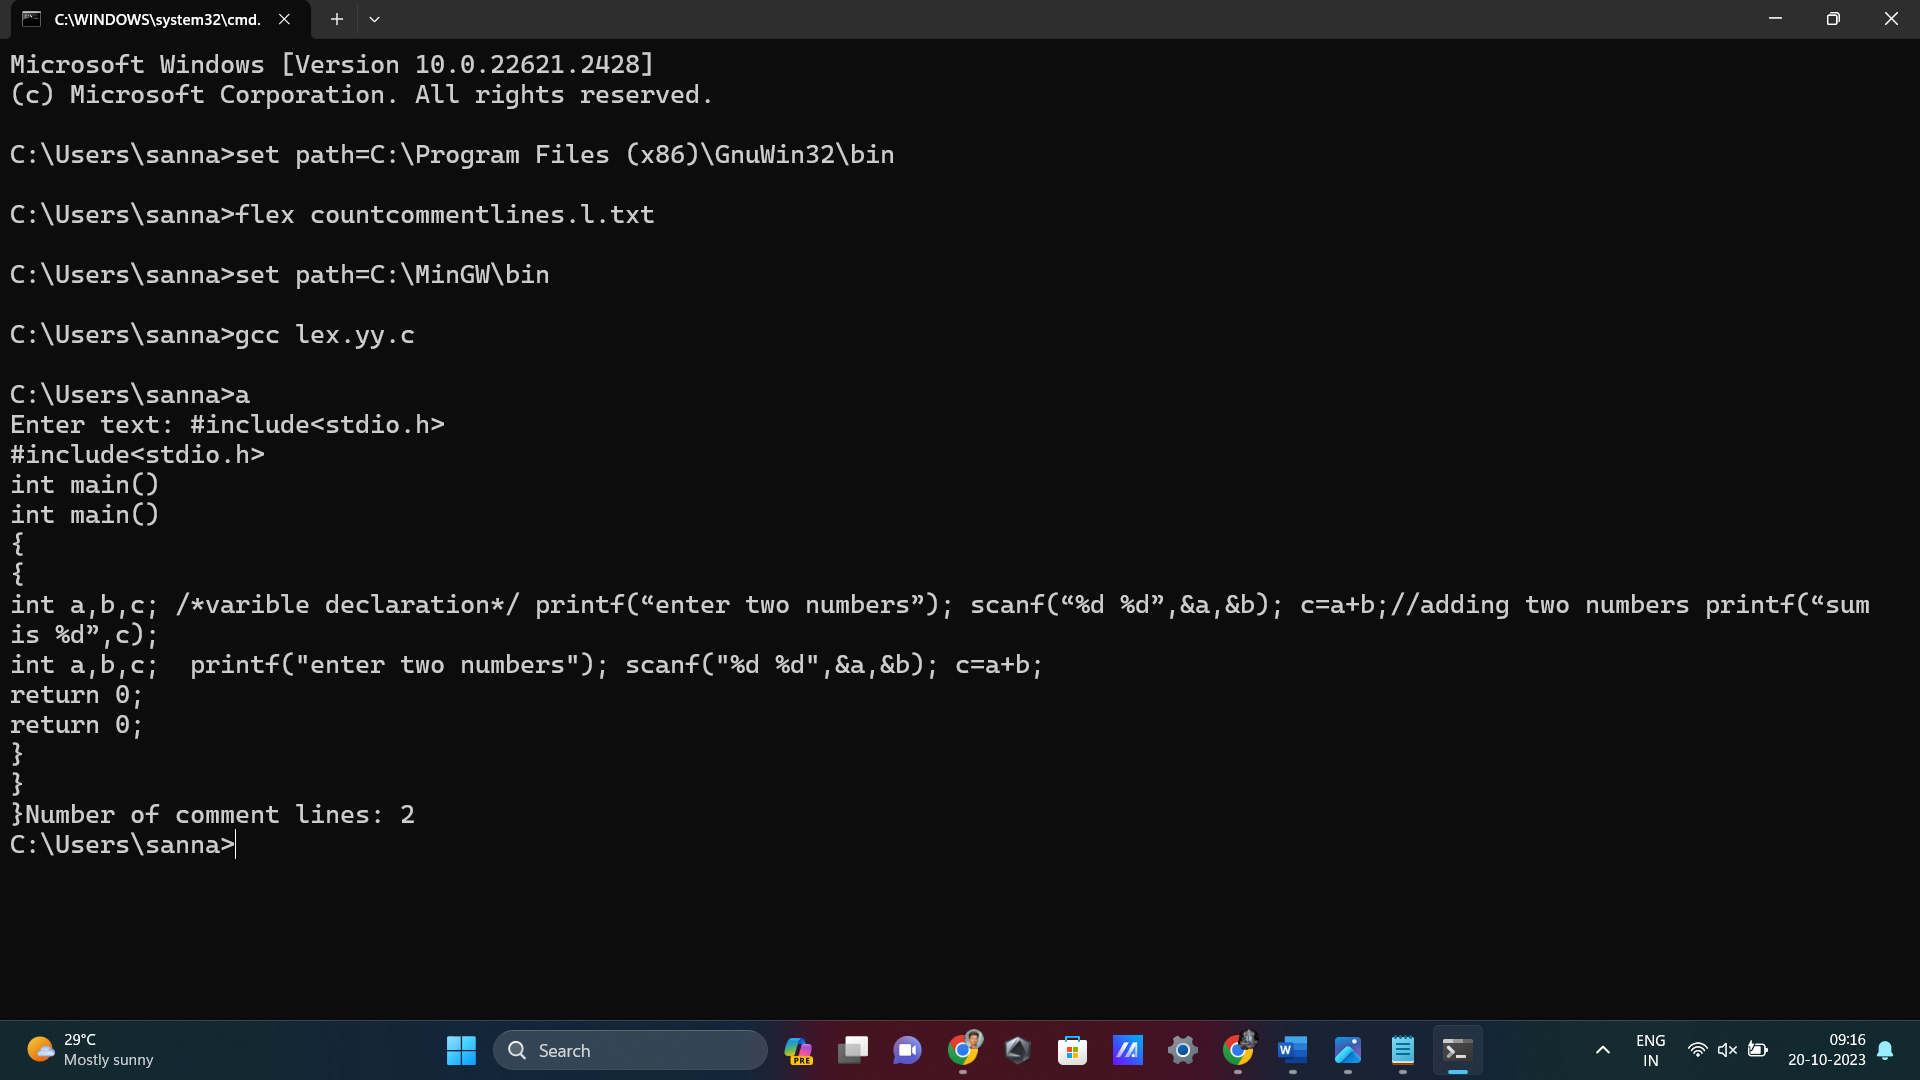 C:\WINDOWS\system32\cmd.
Microsoft Windows [Version 10.0.22621.2428]
(c) Microsoft Corporation. All rights reserved.
C:\Users\sanna>set path=C:\Program Files (x86)\GnuWin32\bin
C:\Users\sanna>flex countcommentlines.l.txt
C:\Users\sanna>set path=C:\MinGW\bin
C:\Users\sanna>gcc lex.yy.c
C:\Users\sanna>a
Enter text: #include<stdio.h>
#include<stdio.h>
int main()
int main()
{
{
int a,b,c; /*varible declaration*/ printf(“enter two numbers”); scanf(“%d %d”,&a,&b); c=a+b;//adding two numbers printf(“sum
is %d”,c);
int a,b,c;  printf("enter two numbers"); scanf("%d %d",&a,&b); c=a+b;
return 0;
return 0;
}
}
}Number of comment lines: 2
C:\Users\sanna>
29°C
Mostly sunny
Search
PRE
W
ENG
IN
09:16
20-10-2023